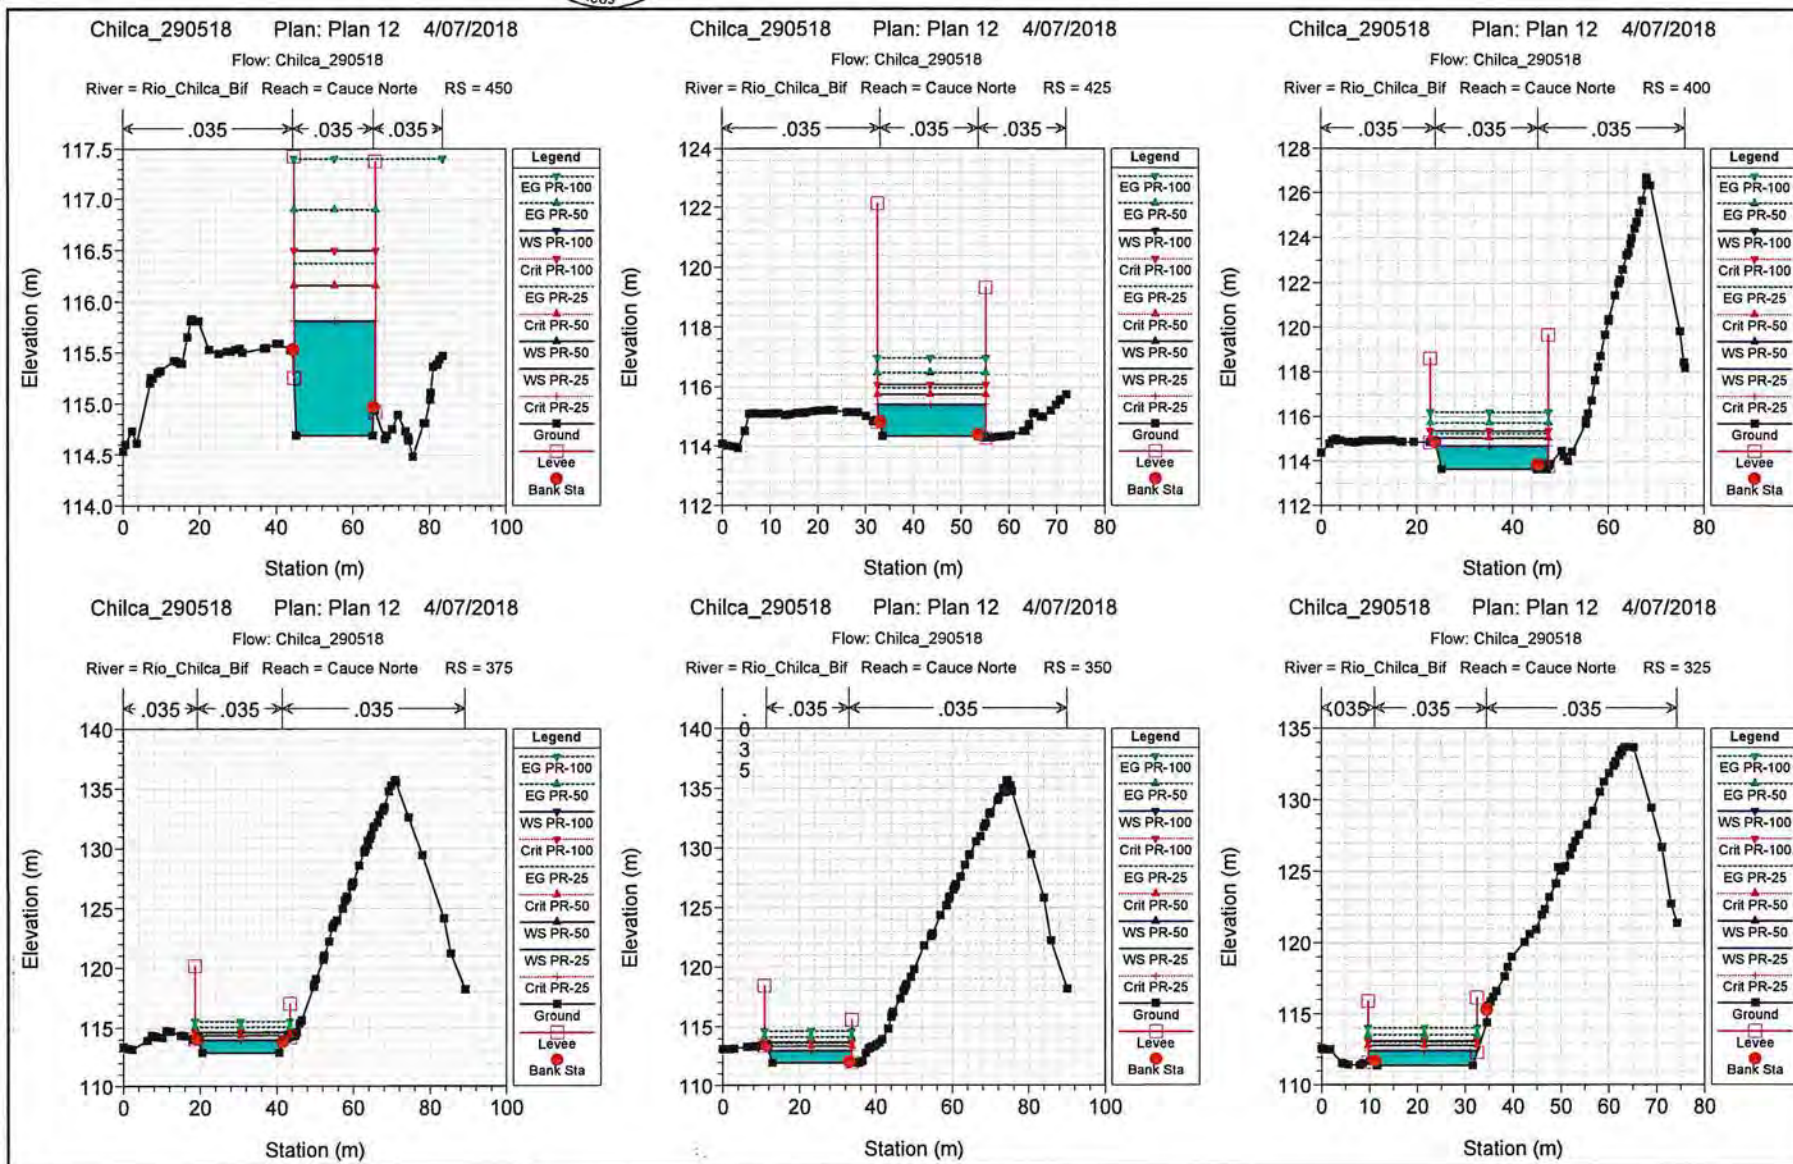 Chilca_290518 Plan: Plan 12 4/07/2018
Flow: Chilca_290518
River = Rio_Chilca_Bif Reach = Cauce Norte RS = 450
.035 .035 .035
117.5
117.0
116.5
116.0
115.5
115.0
114.5
114.0
Elevation (m)
0 20 40 60 80 100
Station (m)
Legend
EG PR-100
EG PR-50
WS PR-100
Crit PR-100
EG PR-25
Crit PR-50
WS PR-50
WS PR-25
Crit PR-25
Ground
Levee
Bank Sta
Chilca_290518 Plan: Plan 12 4/07/2018
Flow: Chilca_290518
River = Rio_Chilca_Bif Reach = Cauce Norte RS = 425
.035 .035 .035
124
122
120
118
116
114
112
Elevation (m)
0 10 20 30 40 50 60 70 80
Station (m)
Legend
EG PR-100
EG PR-50
WS PR-100
Crit PR-100
EG PR-25
Crit PR-50
WS PR-50
WS PR-25
Crit PR-25
Ground
Levee
Bank Sta
Chilca_290518 Plan: Plan 12 4/07/2018
Flow: Chilca_290518
River = Rio_Chilca_Bif Reach = Cauce Norte RS = 400
.035 .035 .035
128
126
124
122
120
118
116
114
112
Elevation (m)
0 20 40 60 80
Station (m)
Legend
EG PR-100
EG PR-50
WS PR-100
Crit PR-100
EG PR-25
Crit PR-50
WS PR-50
WS PR-25
Crit PR-25
Ground
Levee
Bank Sta
Chilca_290518 Plan: Plan 12 4/07/2018
Flow: Chilca_290518
River = Rio_Chilca_Bif Reach = Cauce Norte RS = 375
.035 .035 .035
140
135
130
125
120
115
110
Elevation (m)
0 20 40 60 80 100
Station (m)
Legend
EG PR-100
EG PR-50
WS PR-100
Crit PR-100
EG PR-25
Crit PR-50
WS PR-50
WS PR-25
Crit PR-25
Ground
Levee
Bank Sta
Chilca_290518 Plan: Plan 12 4/07/2018
Flow: Chilca_290518
River = Rio_Chilca_Bif Reach = Cauce Norte RS = 350
.035 .035 .035
140
135
130
125
120
115
110
Elevation (m)
0 20 40 60 80 100
Station (m)
Legend
EG PR-100
EG PR-50
WS PR-100
Crit PR-100
EG PR-25
Crit PR-50
WS PR-50
WS PR-25
Crit PR-25
Ground
Levee
Bank Sta
Chilca_290518 Plan: Plan 12 4/07/2018
Flow: Chilca_290518
River = Rio_Chilca_Bif Reach = Cauce Norte RS = 325
.035 .035 .035
135
130
125
120
115
110
Elevation (m)
0 10 20 30 40 50 60 70 80
Station (m)
Legend
EG PR-100
EG PR-50
WS PR-100
Crit PR-100
EG PR-25
Crit PR-50
WS PR-50
WS PR-25
Crit PR-25
Ground
Levee
Bank Sta